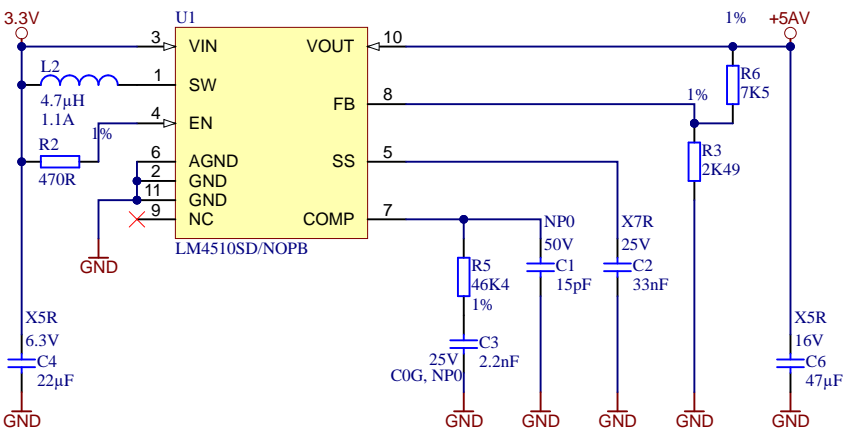 3.3V
U1
1%
+5AV
3
VIN
VOUT
10
L2
4.7µH
1.1A
1
SW
R6
7K5
FB
8
1%
4
EN
1%
R2
470R
6
AGND
SS
5
R3
2K49
2
GND
11
GND
9
NC
COMP
7
LM4510SD/NOPB
GND
NP0
50V
C1
15pF
X7R
25V
C2
33nF
R5
46K4
1%
X5R
6.3V
C4
22µF
C3
2.2nF
25V
C0G, NP0
X5R
16V
C6
47µF
GND
GND
GND
GND
GND
GND